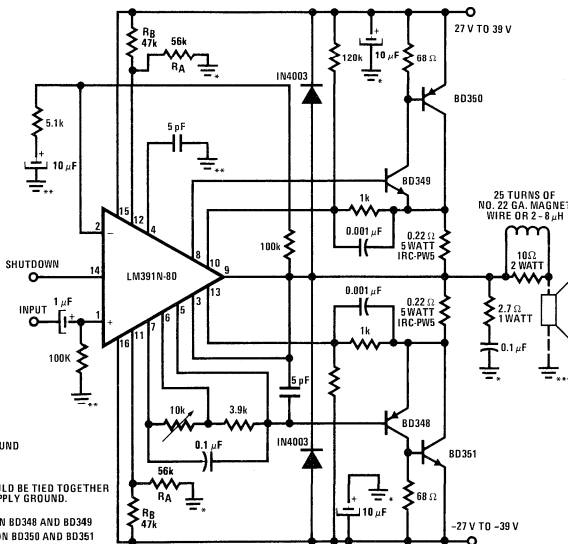 27 V TO 39 V
RB
47k
56k
RA
*
10 μF
*
120k
68 Ω
IN4003
BD350
5.1k
10 μF
**
5 pF
**
BD349
25 TURNS OF
NO. 22 GA. MAGNET
WIRE OR 2 - 8 μH
15
12
4
1k
2
8
10
0.001 μF
0.22 Ω
5 WATT
IRC-PW5
100k
10Ω
2 WATT
SHUTDOWN
14
LM391N-80
9
13
INPUT
1 μF
1
3
5
6
7
11
16
0.001 μF
0.22 Ω
5 WATT
IRC-PW5
1k
2.7 Ω
1 WATT
0.1 μF
*
***
100K
**
5 pF
10k
3.9k
BD348
0.1 μF
IN4003
BD351
UND
56k
RA
*
*
68 Ω
ULD BE TIED TOGETHER
PPLY GROUND.
RB
47k
10 μF
N BD348 AND BD349
ON BD350 AND BD351
-27 V TO -39 V